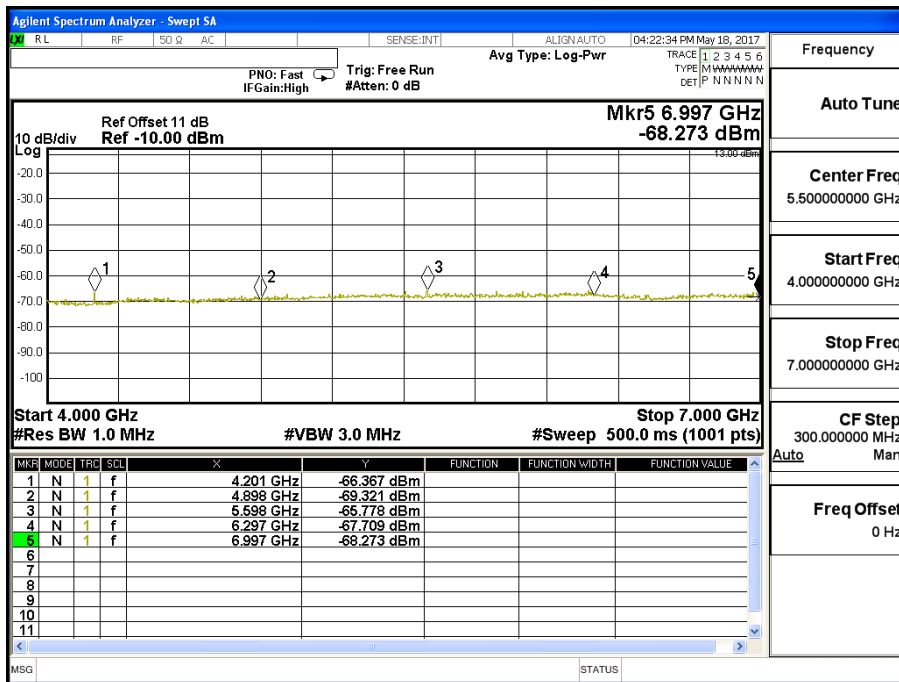 Agilent Spectrum Analyzer - Swept SA
LXI RL RF 50 Ω AC SENSE:INT ALIGNAUTO 04:22:34 PM May 18, 2017
Frequency
Avg Type: Log-Pwr TRACE 1 2 3 4 5 6
PNO: Fast Trig: Free Run TYPE M WWWWW
IFGain:High #Atten: 0 dB DET P N N N N N
Auto Tune
Ref Offset 11 dB Mkr5 6.997 GHz
10 dB/div Ref -10.00 dBm -68.273 dBm
Log
13.00 dBm
-20.0
-30.0
-40.0
-50.0
-60.0
-70.0
-80.0
-90.0
-100
1 2 3 4 5
Center Freq
5.500000000 GHz
Start Freq
4.000000000 GHz
Stop Freq
7.000000000 GHz
Start 4.000 GHz Stop 7.000 GHz
#Res BW 1.0 MHz #VBW 3.0 MHz #Sweep 500.0 ms (1001 pts)
CF Step
300.000000 MHz
Auto Man
MKR MODE TRC SCL X Y FUNCTION FUNCTION WIDTH FUNCTION VALUE
1 N 1 f 4.201 GHz -66.367 dBm
2 N 1 f 4.898 GHz -69.321 dBm
3 N 1 f 5.598 GHz -65.778 dBm
4 N 1 f 6.297 GHz -67.709 dBm
5 N 1 f 6.997 GHz -68.273 dBm
6
7
8
9
10
11
Freq Offset
0 Hz
MSG STATUS